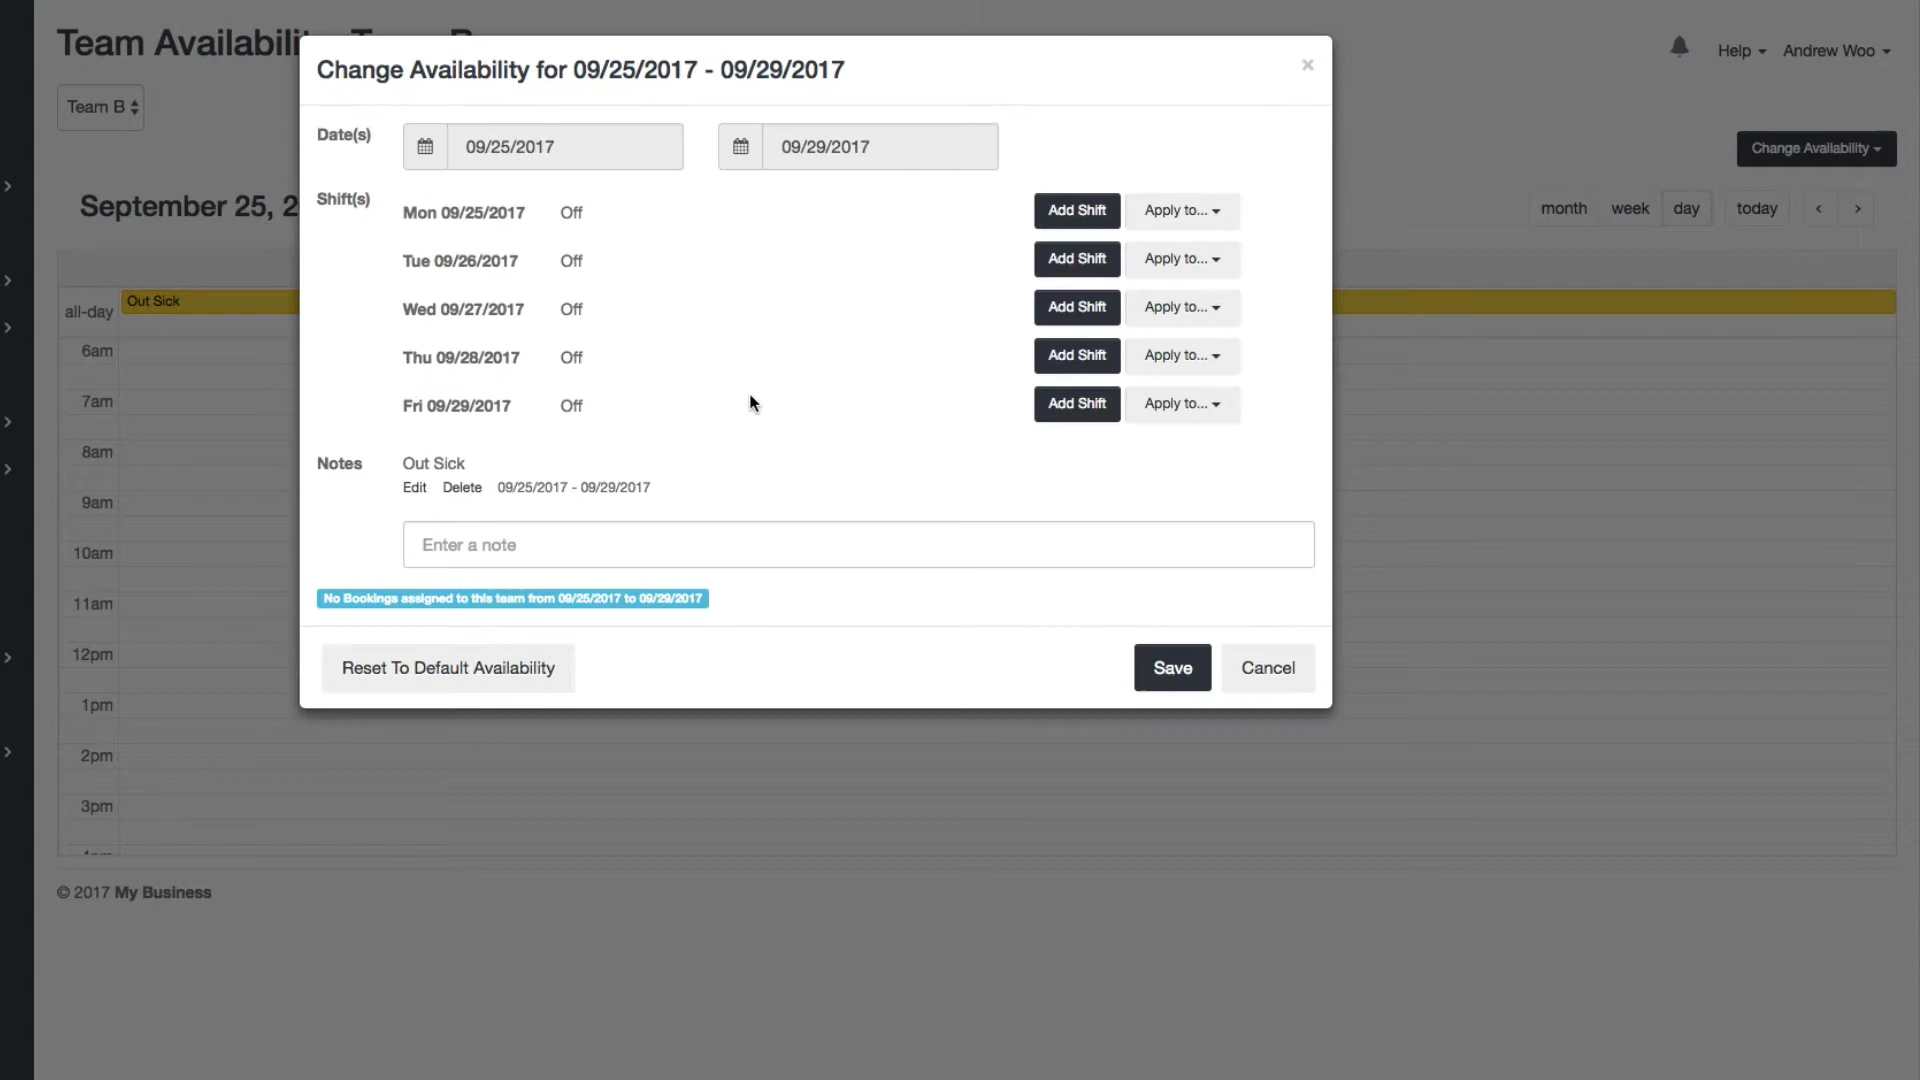 Team Availabili
Help
Andrew Woo
Team B
Change Availability
September 25, 2
month
week
day
today
all-day
Out Sick
6am
7am
8am
9am
10am
11am
12pm
1pm
2pm
3pm
© 2017 My Business
Change Availability for 09/25/2017 - 09/29/2017
×
Date(s)
09/25/2017
09/29/2017
Shift(s)
Mon 09/25/2017 Off Add Shift Apply to...
Tue 09/26/2017 Off Add Shift Apply to...
Wed 09/27/2017 Off Add Shift Apply to...
Thu 09/28/2017 Off Add Shift Apply to...
Fri 09/29/2017 Off Add Shift Apply to...
Notes
Out Sick
Edit Delete 09/25/2017 - 09/29/2017
Enter a note
No Bookings assigned to this team from 09/25/2017 to 09/29/2017
Reset To Default Availability
Save
Cancel